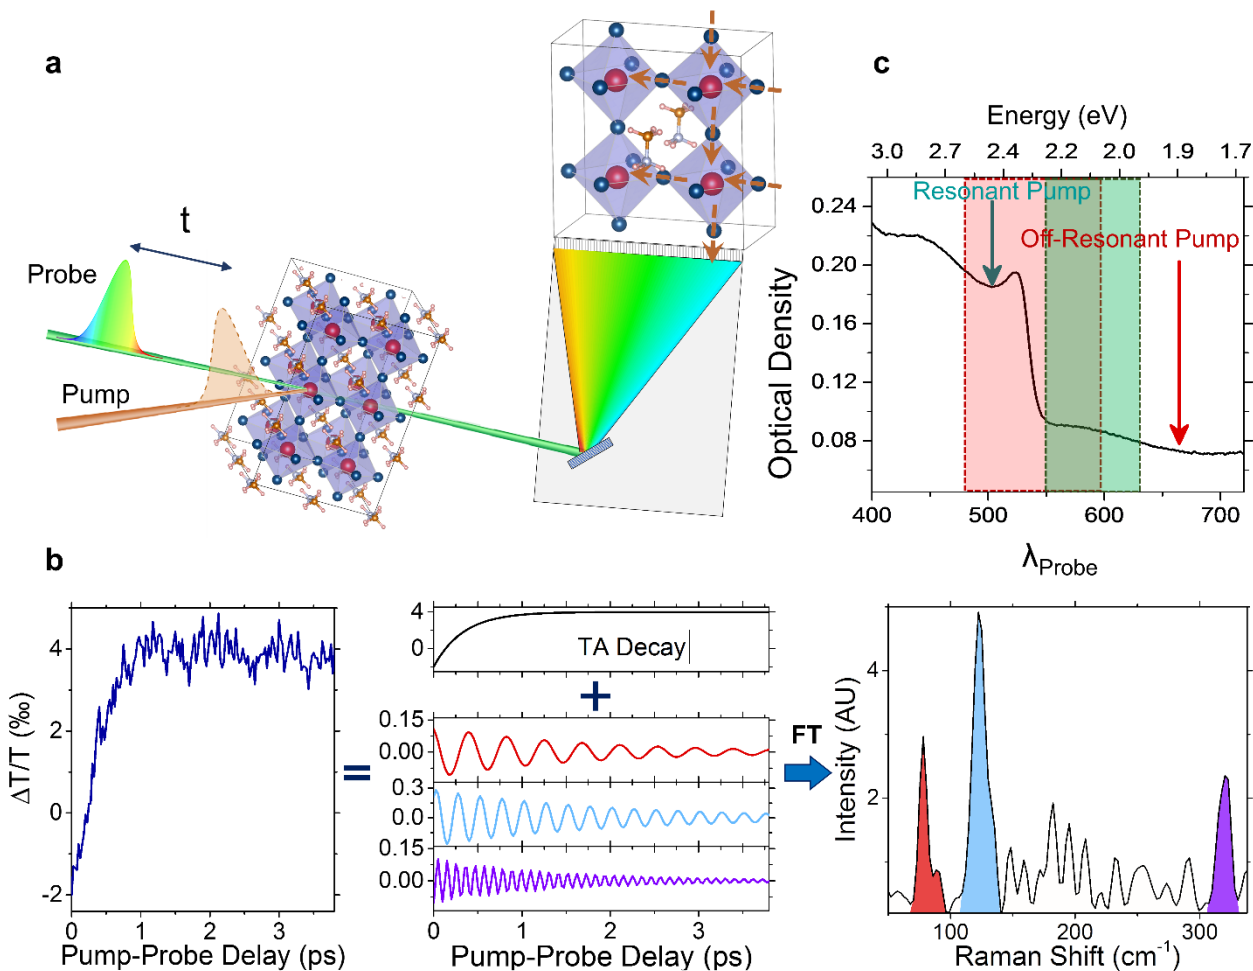 a
t
Probe
Pump
c
Energy (eV)
3.0 2.7 2.4 2.2 2.0 1.9 1.7
Resonant Pump
Off-Resonant Pump
0.24
0.20
0.16
0.12
0.08
Optical Density
400 500 600 700
λProbe
b
ΔT/T (‰)
4
2
0
-2
0 1 2 3
Pump-Probe Delay (ps)
=
4
0
TA Decay
+
0.15
0.00
0.3
0.0
0.15
0.00
0 1 2 3
Pump-Probe Delay (ps)
FT
Intensity (AU)
4
2
50 150 250 300
Raman Shift (cm⁻¹)